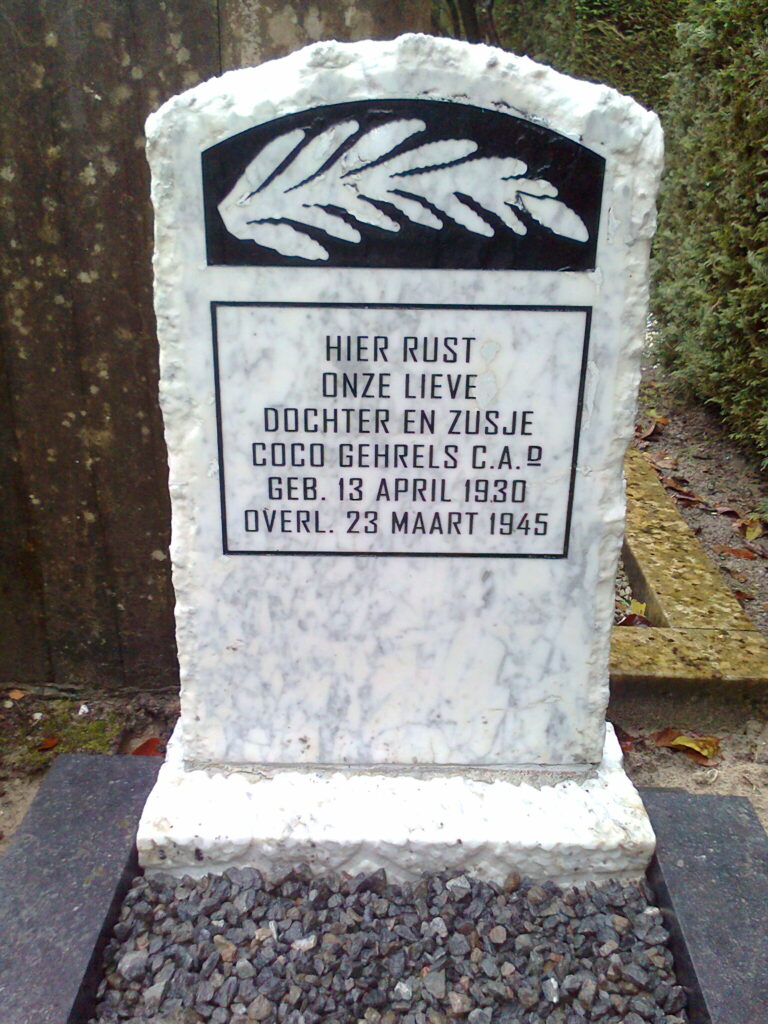 HIER RUST
ONZE LIEVE
DOCHTER EN ZUSJE
COCO GEHRELS C.A.D
GEB. 13 APRIL 1930
OVERL. 23 MAART 1945